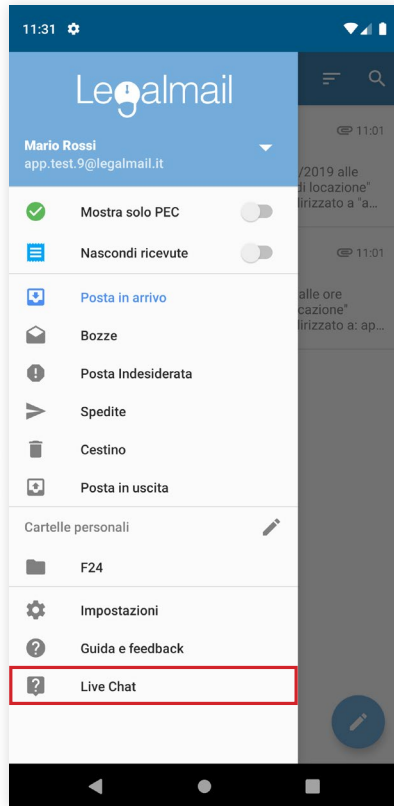 11:31
Legalmail
Mario Rossi
app.test.9@legalmail.it
11:01
/2019 alle
di locazione"
dirizzato a "a...
Mostra solo PEC
Nascondi ricevute
11:01
Posta in arrivo
alle ore
cazione"
dirizzato a: ap...
Bozze
Posta Indesiderata
Spedite
Cestino
Posta in uscita
Cartelle personali
F24
Impostazioni
Guida e feedback
Live Chat